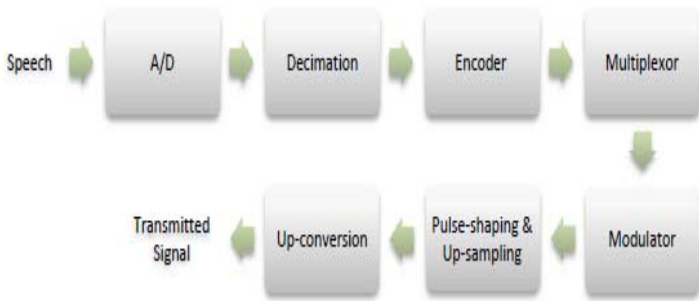 Speech
A/D
Decimation
Encoder
Multiplexor
Modulator
Pulse-shaping &
Up-sampling
Up-conversion
Transmitted
Signal